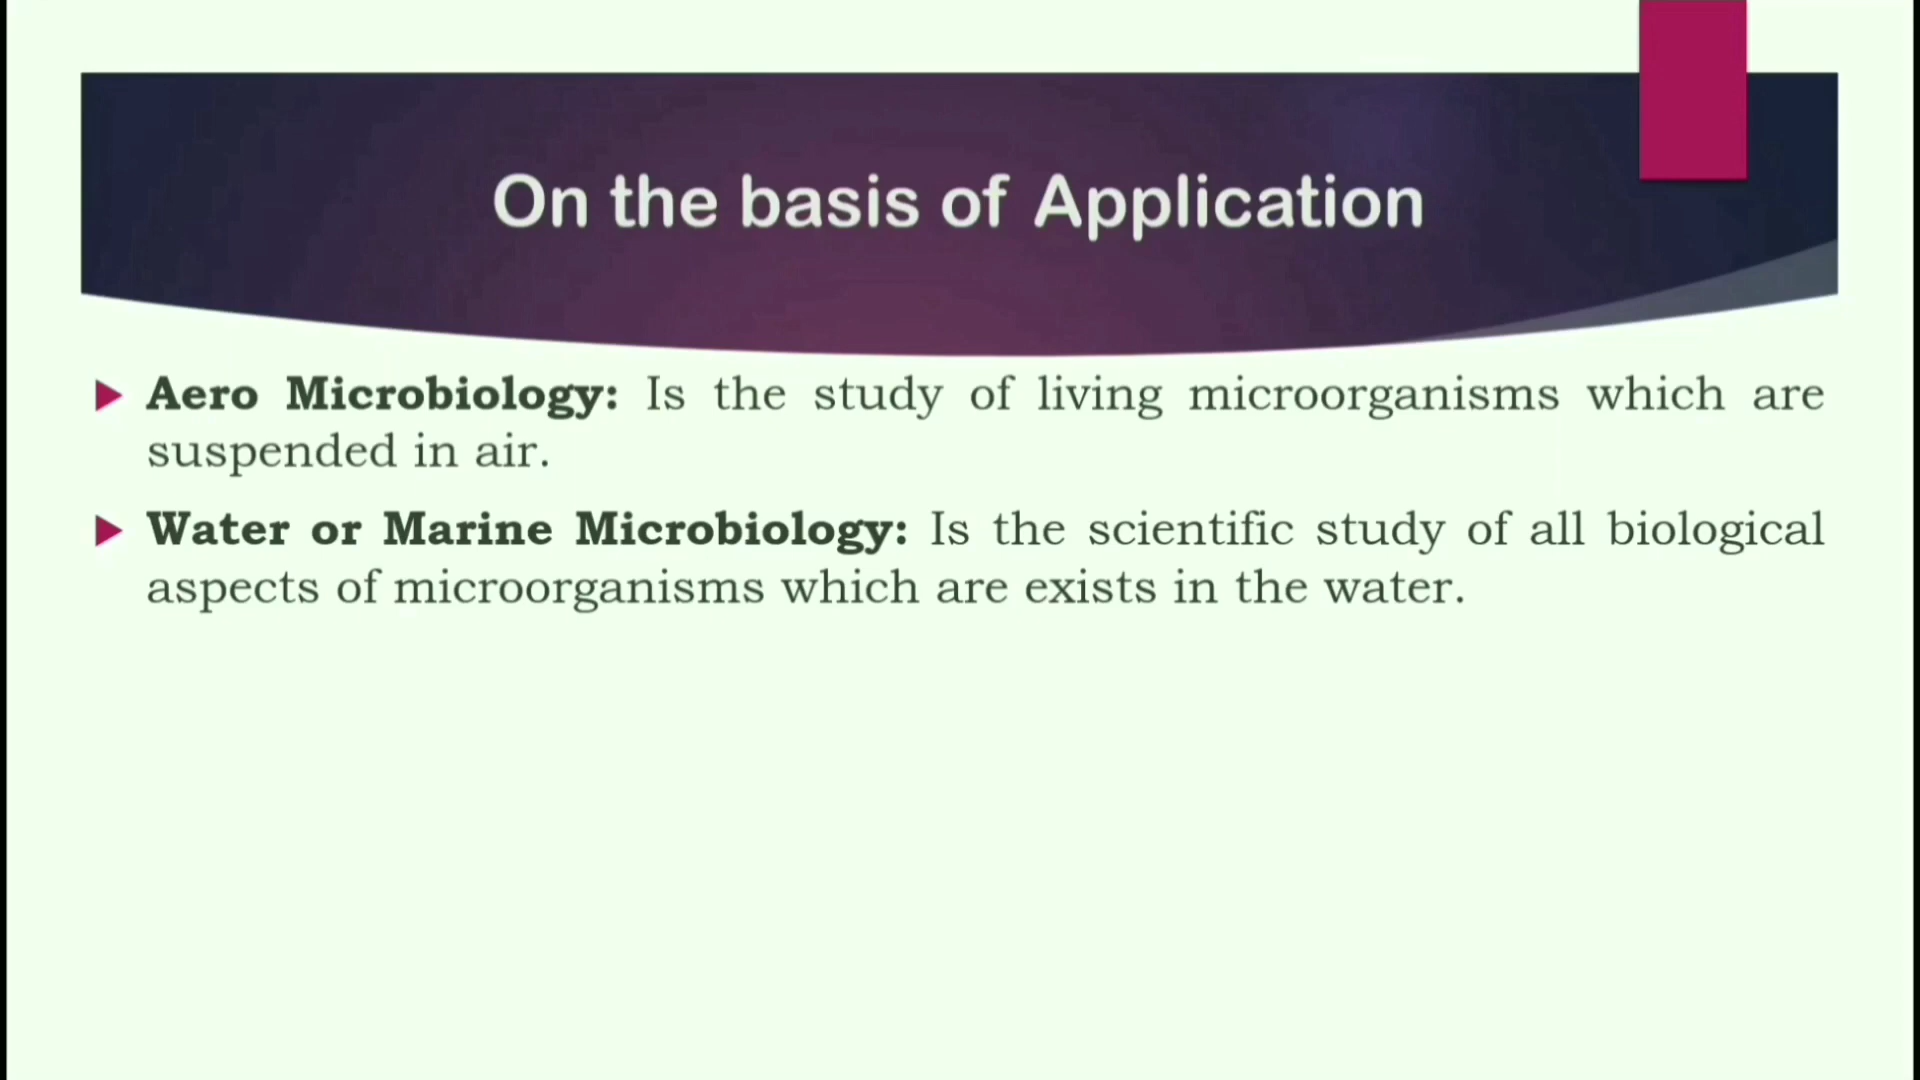 On the basis of Application
Aero Microbiology: Is the study of living microorganisms which are
suspended in air.
Water or Marine Microbiology: Is the scientific study of all biological
aspects of microorganisms which are exists in the water.